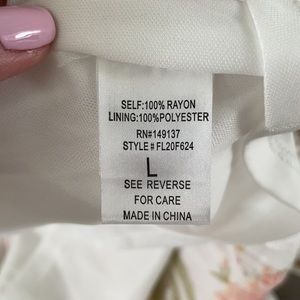 SELF:100% RAYON
LINING:100%POLYESTER
RN#149137
STYLE # FL20F624
L
SEE REVERSE
FOR CARE
MADE IN CHINA